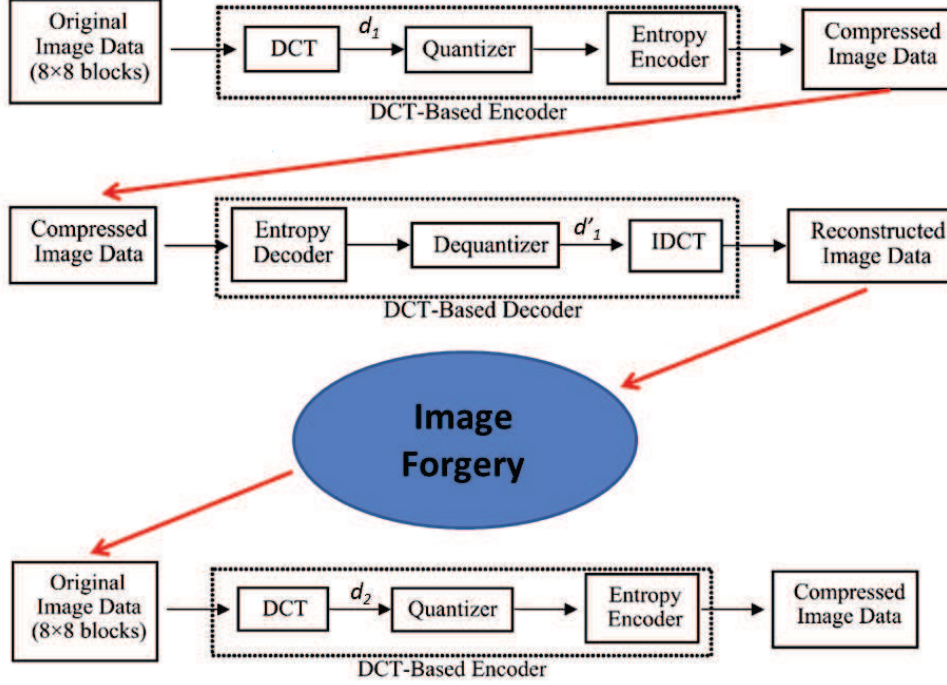 Original
Image Data
(8×8 blocks)
DCT
d₁
Quantizer
Entropy
Encoder
Compressed
Image Data
DCT-Based Encoder
Compressed
Image Data
Entropy
Decoder
Dequantizer
d'₁
IDCT
Reconstructed
Image Data
DCT-Based Decoder
Image
Forgery
Original
Image Data
(8×8 blocks)
DCT
d₂
Quantizer
Entropy
Encoder
Compressed
Image Data
DCT-Based Encoder